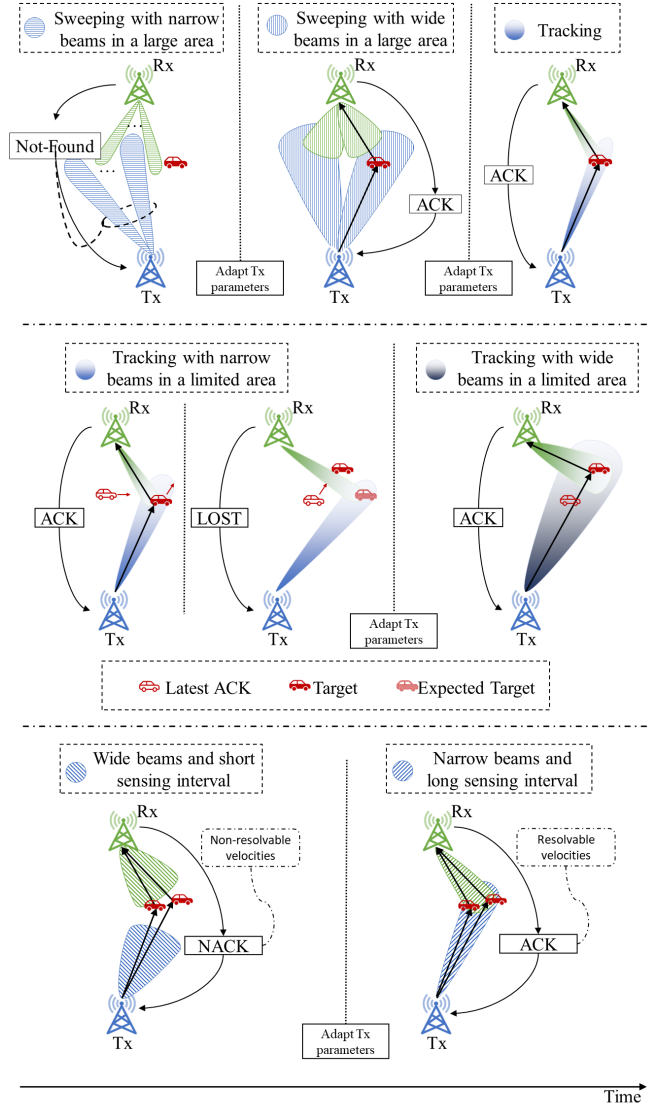 Sweeping with narrow
beams in a large area
Sweeping with wide
beams in a large area
Tracking
Rx
Rx
Rx
...
Not-Found
...
ACK
ACK
Adapt Tx
parameters
Adapt Tx
parameters
Tx
Tx
Tx
Tracking with narrow
beams in a limited area
Tracking with wide
beams in a limited area
Rx
Rx
Rx
ACK
LOST
ACK
Adapt Tx
parameters
Tx
Tx
Tx
Latest ACK
Target
Expected Target
Wide beams and short
sensing interval
Narrow beams and
long sensing interval
Rx
Rx
Non-resolvable
velocities
Resolvable
velocities
NACK
ACK
Adapt Tx
parameters
Tx
Tx
Time